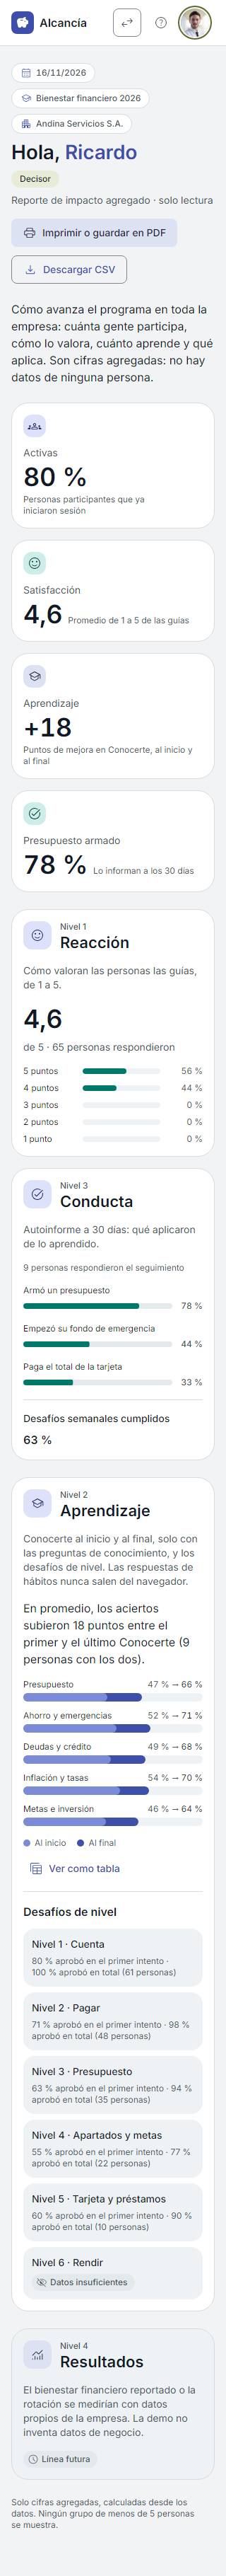 Alcancía
16/11/2026
Bienestar financiero 2026
Andina Servicios S.A.
Hola, Ricardo
Decisor
Reporte de impacto agregado · solo lectura
Imprimir o guardar en PDF
Descargar CSV
Cómo avanza el programa en toda la
empresa: cuánta gente participa,
cómo lo valora, cuánto aprende y qué
aplica. Son cifras agregadas: no hay
datos de ninguna persona.
Activas
80 %
Personas participantes que ya
iniciaron sesión
Satisfacción
4,6 Promedio de 1 a 5 de las guías
Aprendizaje
+18
Puntos de mejora en Conocerte, al inicio y
al final
Presupuesto armado
78 % Lo informan a los 30 días
Nivel 1
Reacción
Cómo valoran las personas las guías,
de 1 a 5.
4,6
de 5 · 65 personas respondieron
5 puntos 56 %
4 puntos 44 %
3 puntos 0 %
2 puntos 0 %
1 punto 0 %
Nivel 3
Conducta
Autoinforme a 30 días: qué aplicaron
de lo aprendido.
9 personas respondieron el seguimiento
Armó un presupuesto
78 %
Empezó su fondo de emergencia
44 %
Paga el total de la tarjeta
33 %
Desafíos semanales cumplidos
63 %
Nivel 2
Aprendizaje
Conocerte al inicio y al final, solo con
las preguntas de conocimiento, y los
desafíos de nivel. Las respuestas de
hábitos nunca salen del navegador.
En promedio, los aciertos
subieron 18 puntos entre el
primer y el último Conocerte (9
personas con los dos).
Presupuesto 47 % → 66 %
Ahorro y emergencias 52 % → 71 %
Deudas y crédito 49 % → 68 %
Inflación y tasas 54 % → 70 %
Metas e inversión 46 % → 64 %
Al inicio Al final
Ver como tabla
Desafíos de nivel
Nivel 1 · Cuenta
80 % aprobó en el primer intento ·
100 % aprobó en total (61 personas)
Nivel 2 · Pagar
71 % aprobó en el primer intento · 98 %
aprobó en total (48 personas)
Nivel 3 · Presupuesto
63 % aprobó en el primer intento · 94 %
aprobó en total (35 personas)
Nivel 4 · Apartados y metas
55 % aprobó en el primer intento · 77 %
aprobó en total (22 personas)
Nivel 5 · Tarjeta y préstamos
60 % aprobó en el primer intento · 90 %
aprobó en total (10 personas)
Nivel 6 · Rendir
Datos insuficientes
Nivel 4
Resultados
El bienestar financiero reportado o la
rotación se medirían con datos
propios de la empresa. La demo no
inventa datos de negocio.
Línea futura
Solo cifras agregadas, calculadas desde los
datos. Ningún grupo de menos de 5 personas
se muestra.